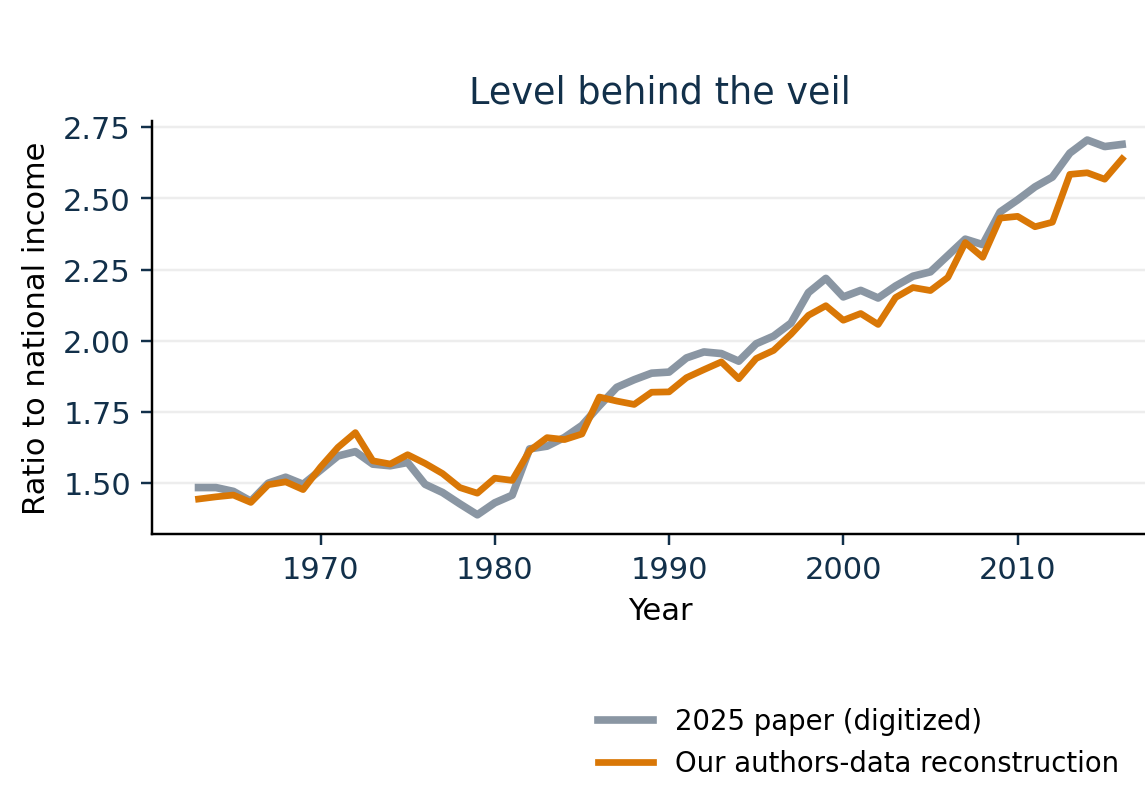 Level behind the veil
Ratio to national income
2.75
2.50
2.25
2.00
1.75
1.50
1970 1980 1990 2000 2010
Year
2025 paper (digitized)
Our authors-data reconstruction